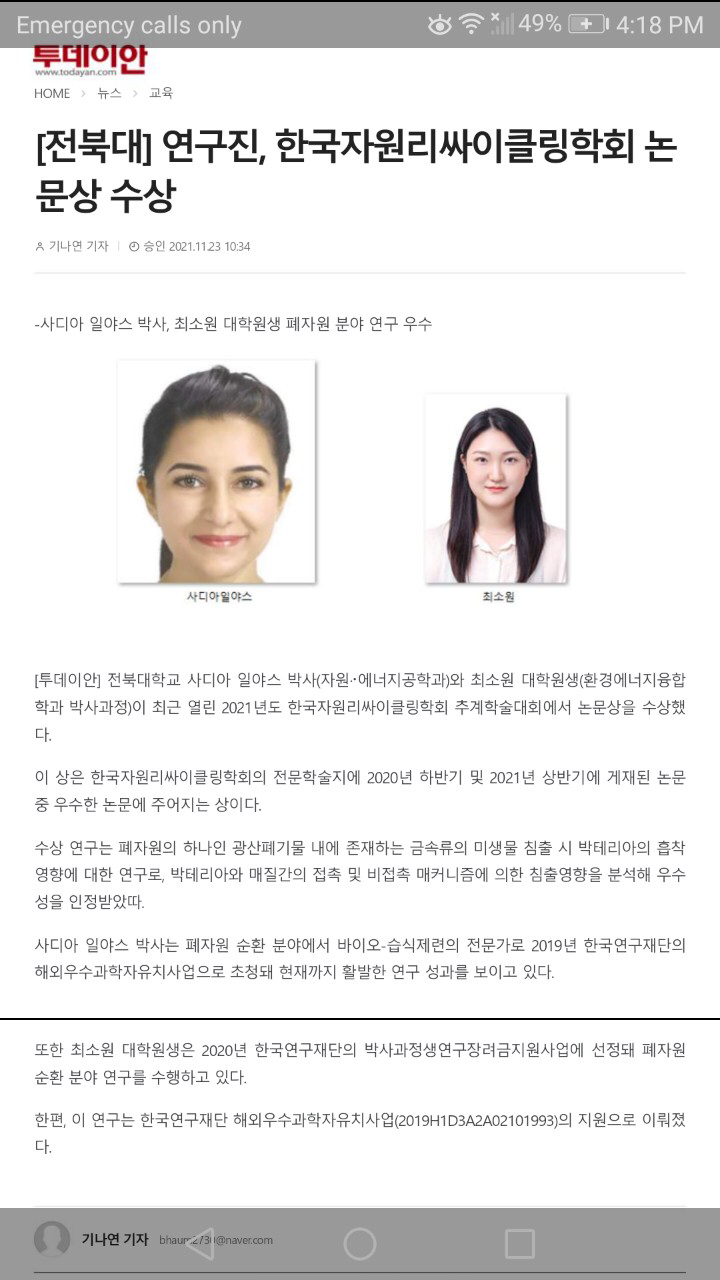 Emergency calls only
49%
4:18 PM
투데이안
www.todayan.com
HOME > 뉴스 > 교육
[전북대] 연구진, 한국자원리싸이클링학회 논
문상 수상
기나연 기자 | 승인 2021.11.23 10:34
-사디아 일야스 박사, 최소원 대학원생 폐자원 분야 연구 우수
사디아일야스
최소원
[투데이안] 전북대학교 사디아 일야스 박사(자원·에너지공학과)와 최소원 대학원생(환경에너지융합
학과 박사과정)이 최근 열린 2021년도 한국자원리싸이클링학회 추계학술대회에서 논문상을 수상했
다.
이 상은 한국자원리싸이클링학회의 전문학술지에 2020년 하반기 및 2021년 상반기에 게재된 논문
중 우수한 논문에 주어지는 상이다.
수상 연구는 폐자원의 하나인 광산폐기물 내에 존재하는 금속류의 미생물 침출 시 박테리아의 흡착
영향에 대한 연구로, 박테리아와 매질간의 접촉 및 비접촉 매커니즘에 의한 침출영향을 분석해 우수
성을 인정받았따.
사디아 일야스 박사는 폐자원 순환 분야에서 바이오-습식제련의 전문가로 2019년 한국연구재단의
해외우수과학자유치사업으로 초청돼 현재까지 활발한 연구 성과를 보이고 있다.
또한 최소원 대학원생은 2020년 한국연구재단의 박사과정생연구장려금지원사업에 선정돼 폐자원
순환 분야 연구를 수행하고 있다.
한편, 이 연구는 한국연구재단 해외우수과학자유치사업(2019H1D3A2A02101993)의 지원으로 이뤄졌
다.
기나연 기자